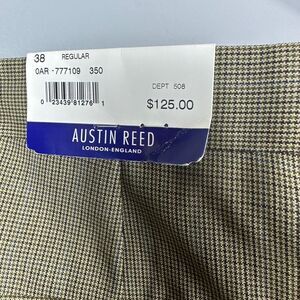 38 REGULAR
0AR -777109 350
DEPT 508
0 23439 81276 1
$125.00
AUSTIN REED
LONDON·ENGLAND